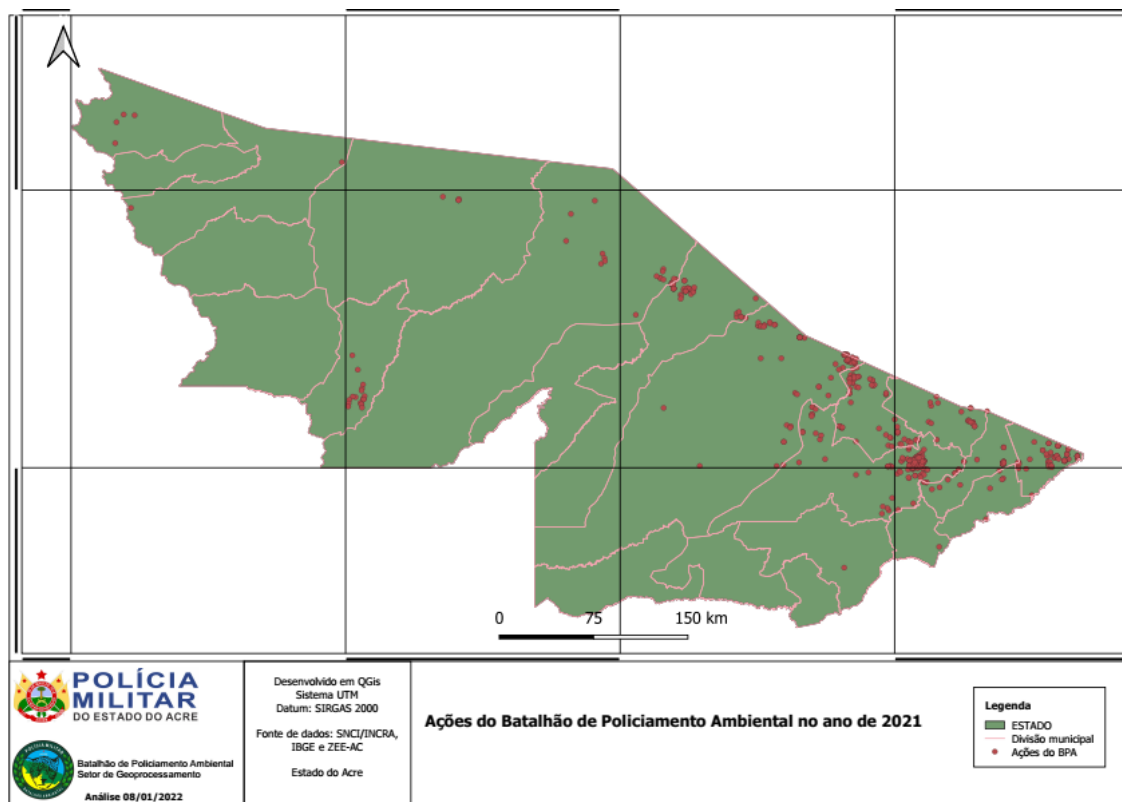 0 75 150 km
POLÍCIA
MILITAR
DO ESTADO DO ACRE
Batalhão de Policiamento Ambiental
Setor de Geoprocessamento
Análise 08/01/2022
Desenvolvido em QGis
Sistema UTM
Datum: SIRGAS 2000
Fonte de dados: SNCI/INCRA,
IBGE e ZEE-AC
Estado do Acre
Ações do Batalhão de Policiamento Ambiental no ano de 2021
Legenda
ESTADO
Divisão municipal
Ações do BPA